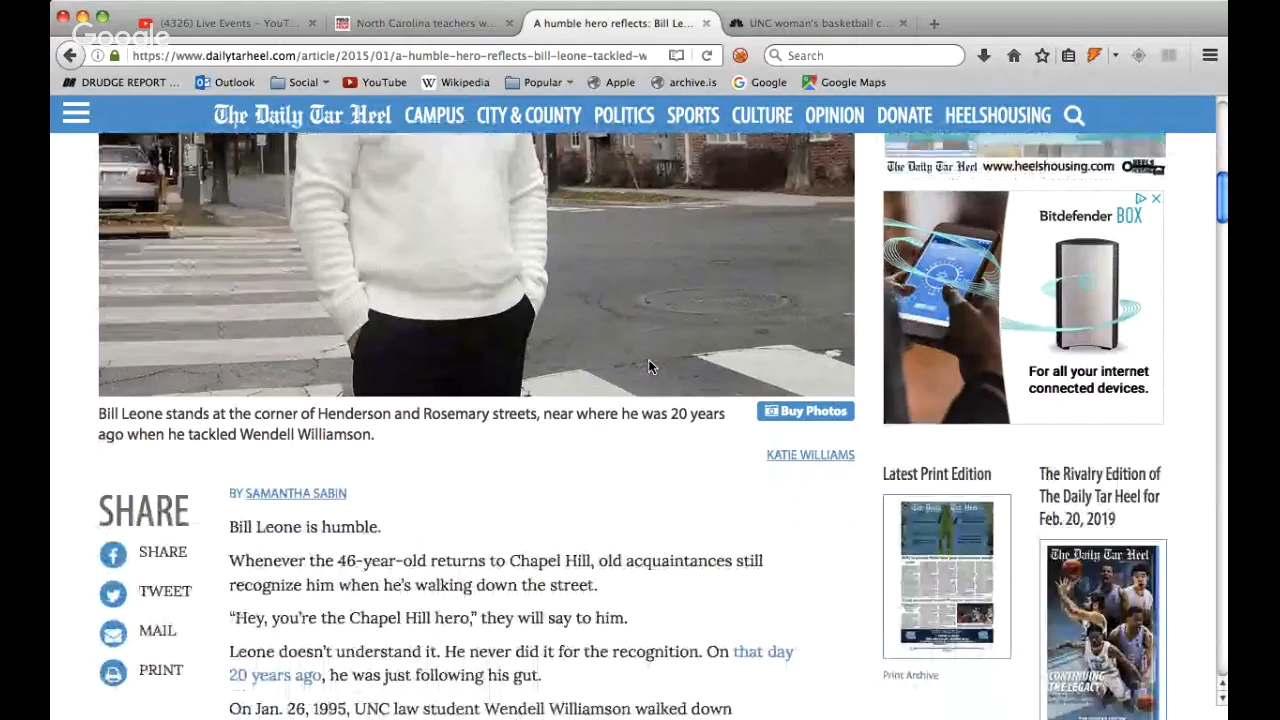 (4326) Live Events – YouT...
North Carolina teachers w...
A humble hero reflects: Bill Le...
UNC woman's basketball c...
Google
https://www.dailytarheel.com/article/2015/01/a-humble-hero-reflects-bill-leone-tackled-w
Search
DRUDGE REPORT ...
Outlook
Social
YouTube
Wikipedia
Popular
Apple
archive.is
Google
Google Maps
The Daily Tar Heel
CAMPUS
CITY & COUNTY
POLITICS
SPORTS
CULTURE
OPINION
DONATE
HEELSHOUSING
The Daily Tar Heel www.heelshousing.com
Bitdefender BOX
For all your internet
connected devices.
Bill Leone stands at the corner of Henderson and Rosemary streets, near where he was 20 years
ago when he tackled Wendell Williamson.
Buy Photos
KATIE WILLIAMS
SHARE
SHARE
TWEET
MAIL
PRINT
BY SAMANTHA SABIN
Bill Leone is humble.
Whenever the 46-year-old returns to Chapel Hill, old acquaintances still
recognize him when he's walking down the street.
"Hey, you're the Chapel Hill hero," they will say to him.
Leone doesn't understand it. He never did it for the recognition. On that day
20 years ago, he was just following his gut.
On Jan. 26, 1995, UNC law student Wendell Williamson walked down
Latest Print Edition
Print Archive
The Rivalry Edition of
The Daily Tar Heel for
Feb. 20, 2019
The Daily Tar Heel
CONTINUING
THE LEGACY